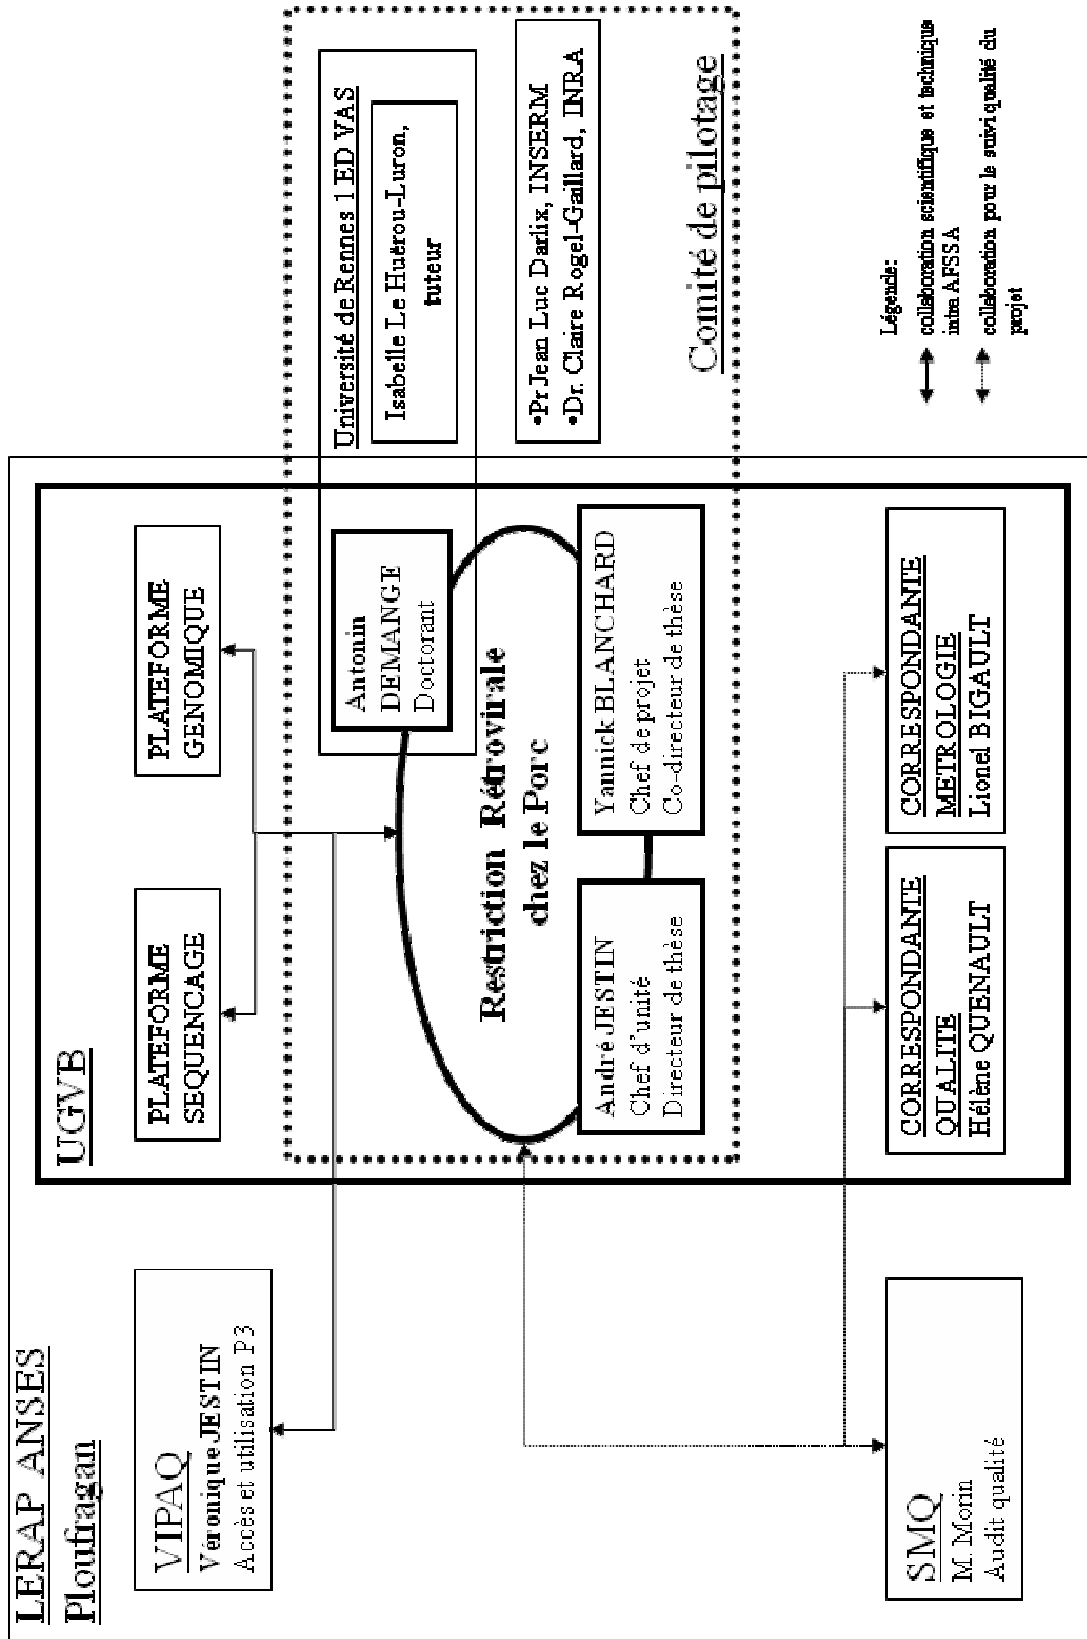 LERAP ANSES
Ploufragan
VIPAQ
Véronique JESTIN
Accès et utilisation P3
SMQ
M. Morin
Audit qualité
UGVB
PLATEFORME
SEQUENCAGE
PLATEFORME
GENOMIQUE
Restriction Rétrovirale
chez le Porc
Antonin
DEMANGE
Doctorant
André JESTIN
Chef d'unité
Directeur de thèse
Yannick BLANCHARD
Chef de projet
Co-directeur de thèse
CORRESPONDANTE
QUALITE
Hélène QUENAULT
CORRESPONDANTE
METROLOGIE
Lionel BIGAULT
Université de Rennes 1 ED VAS
Isabelle Le Huërou-Luron,
tuteur
•Pr Jean Luc Darlix, INSERM
•Dr. Claire Rogel-Gaillard, INRA
Comité de pilotage
Légende:
collaboration scientifique et technique
intra AFSSA
collaboration pour le suivi qualité du
projet